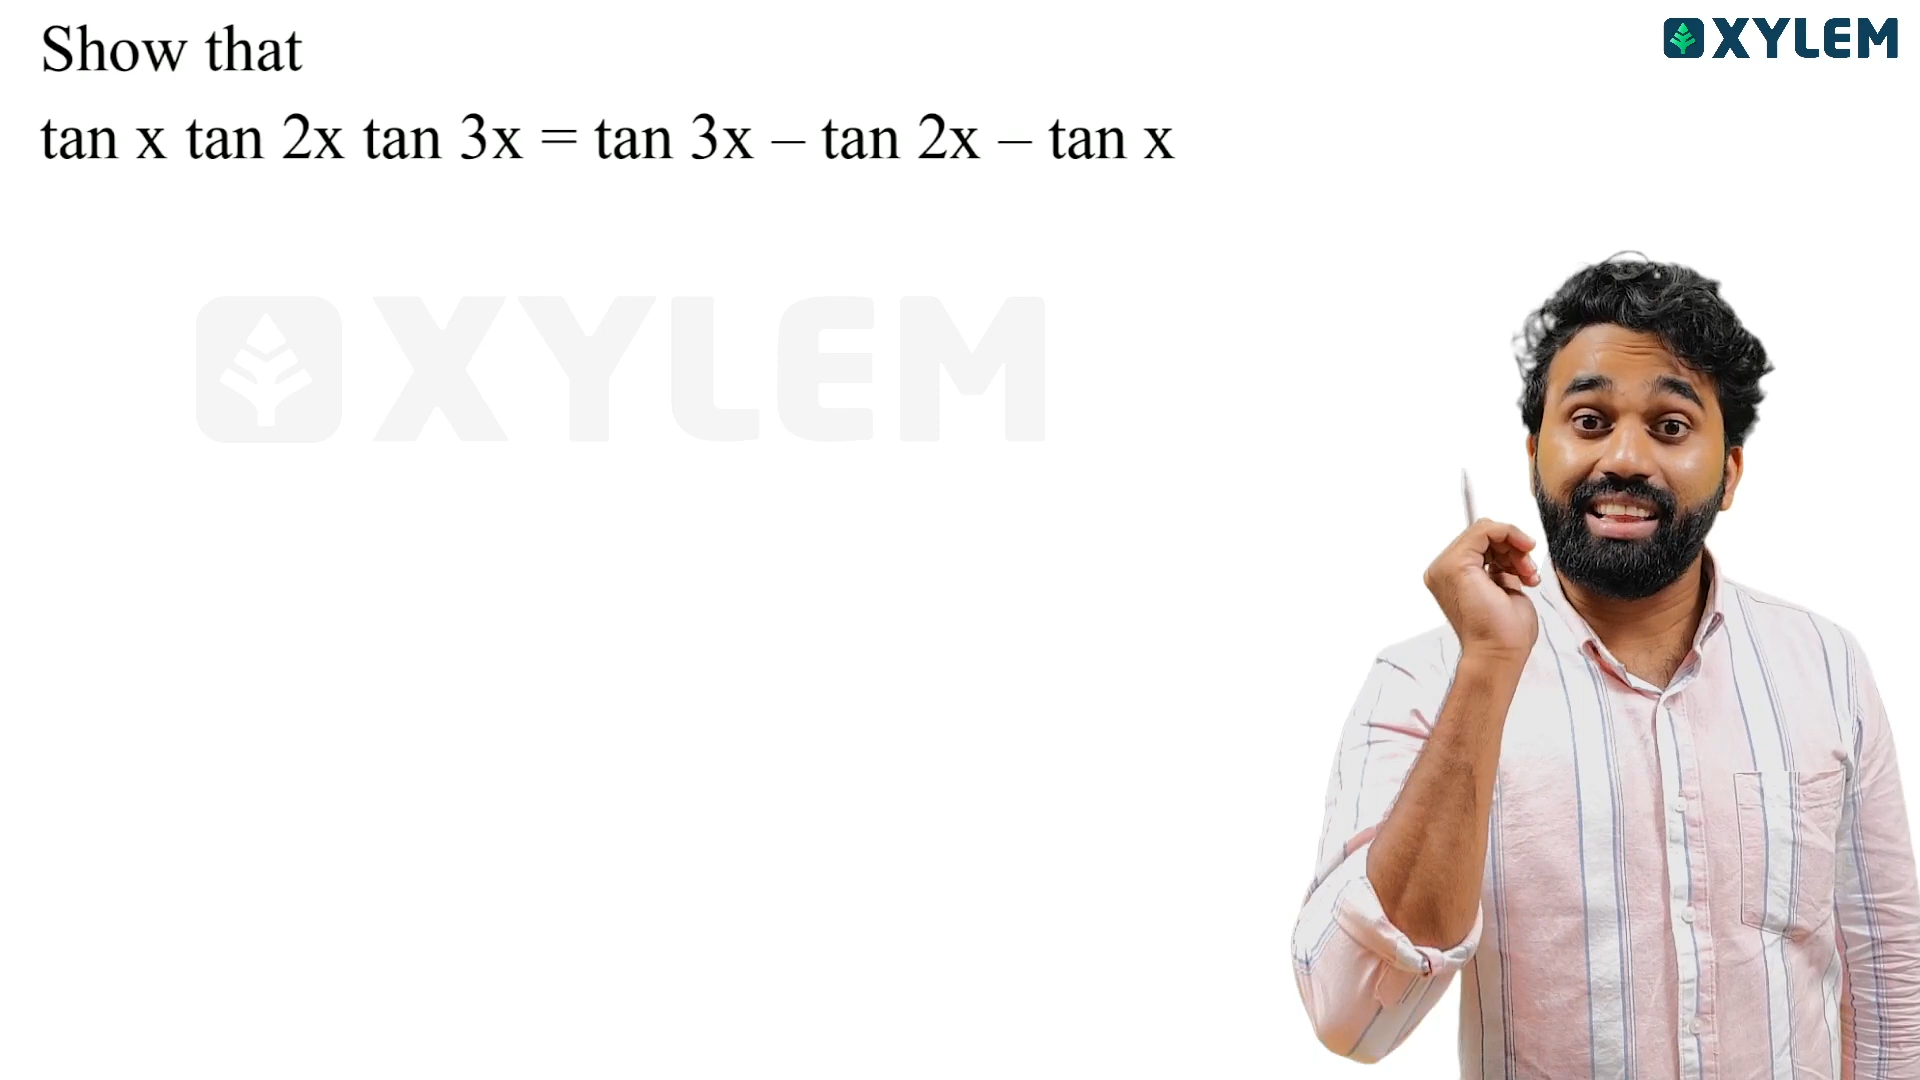 Show that
XYLEM
tan x tan 2x tan 3x = tan 3x – tan 2x – tan x
XYLEM